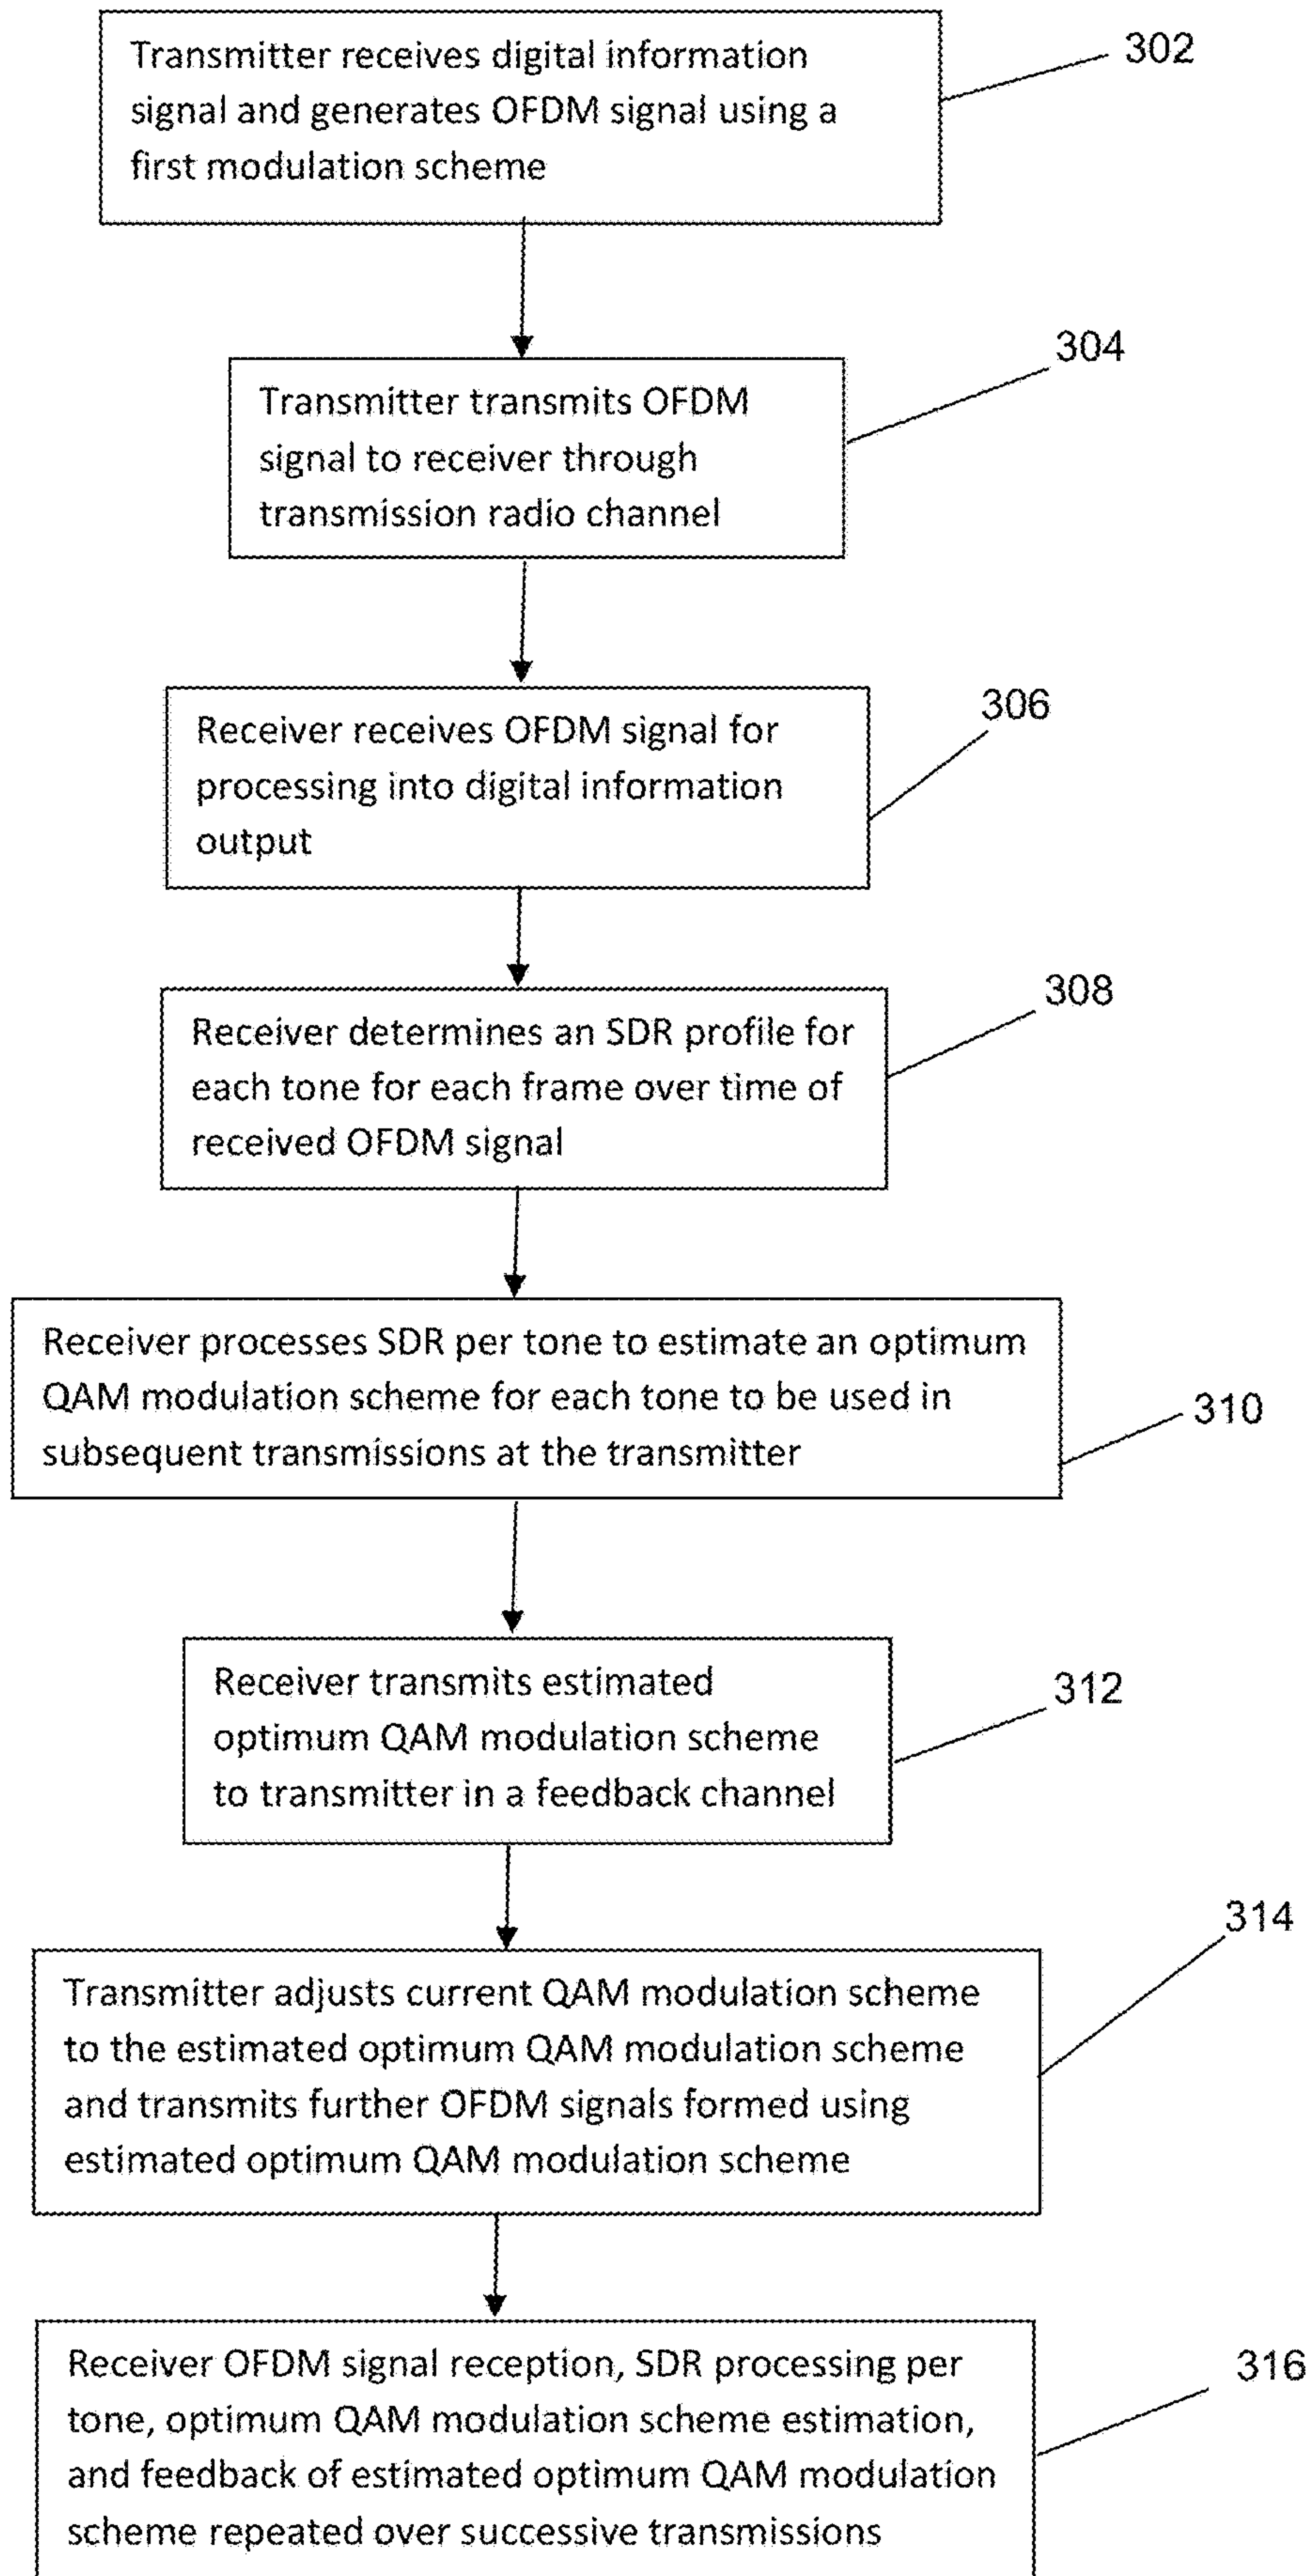 Transmitter receives digital information
signal and generates OFDM signal using a
first modulation scheme
302
Transmitter transmits OFDM
signal to receiver through
transmission radio channel
304
Receiver receives OFDM signal for
processing into digital information
output
306
Receiver determines an SDR profile for
each tone for each frame over time of
received OFDM signal
308
Receiver processes SDR per tone to estimate an optimum
QAM modulation scheme for each tone to be used in
subsequent transmissions at the transmitter
310
Receiver transmits estimated
optimum QAM modulation scheme
to transmitter in a feedback channel
312
Transmitter adjusts current QAM modulation scheme
to the estimated optimum QAM modulation scheme
and transmits further OFDM signals formed using
estimated optimum QAM modulation scheme
314
Receiver OFDM signal reception, SDR processing per
tone, optimum QAM modulation scheme estimation,
and feedback of estimated optimum QAM modulation
scheme repeated over successive transmissions
316